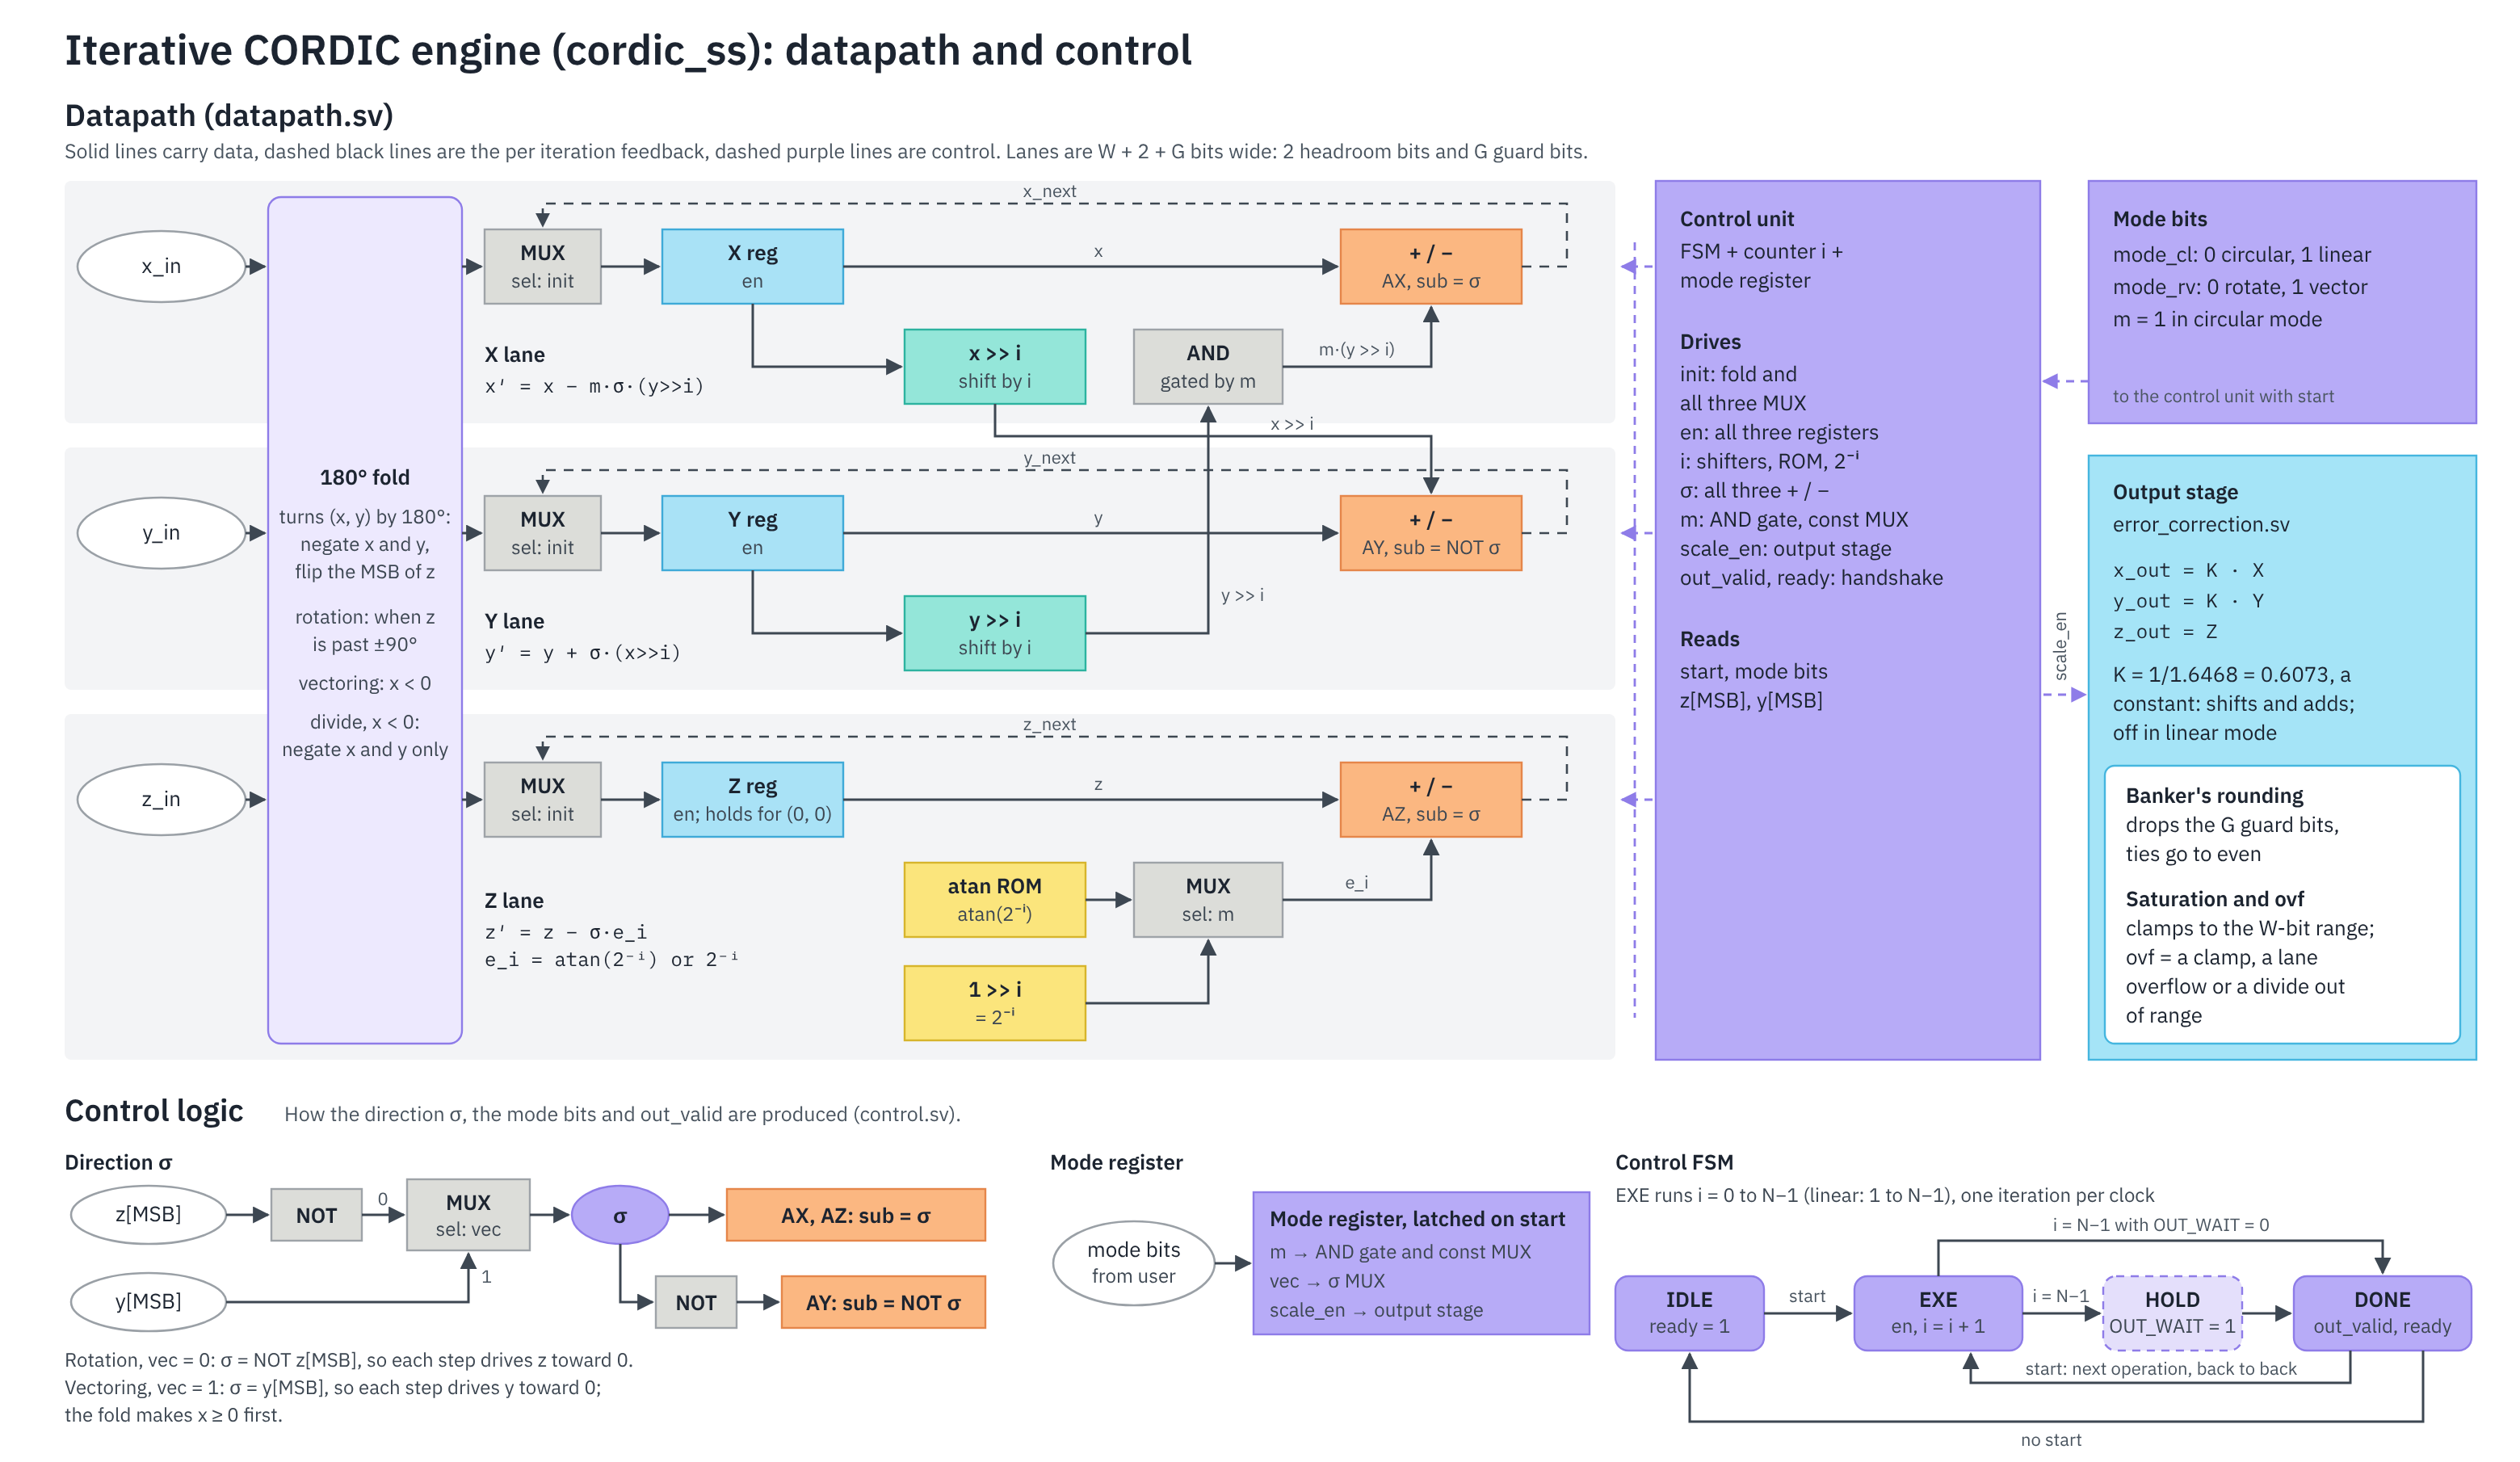 Iterative CORDIC engine (cordic_ss): datapath and control
Datapath (datapath.sv)
Solid lines carry data, dashed black lines are the per iteration feedback, dashed purple lines are control. Lanes are W + 2 + G bits wide: 2 headroom bits and G guard bits.
x_next
x_in
MUX
sel: init
X reg
en
x
+ / −
AX, sub = σ
X lane
x′ = x − m·σ·(y>>i)
x >> i
shift by i
AND
gated by m
m·(y >> i)
x >> i
180° fold
turns (x, y) by 180°:
negate x and y,
flip the MSB of z
rotation: when z
is past ±90°
vectoring: x < 0
divide, x < 0:
negate x and y only
y_next
y_in
MUX
sel: init
Y reg
en
y
+ / −
AY, sub = NOT σ
Y lane
y′ = y + σ·(x>>i)
y >> i
shift by i
y >> i
z_next
z_in
MUX
sel: init
Z reg
en; holds for (0, 0)
z
+ / −
AZ, sub = σ
Z lane
z′ = z − σ·e_i
e_i = atan(2⁻ⁱ) or 2⁻ⁱ
atan ROM
atan(2⁻ⁱ)
MUX
sel: m
e_i
1 >> i
= 2⁻ⁱ
Control unit
FSM + counter i +
mode register
Drives
init: fold and
all three MUX
en: all three registers
i: shifters, ROM, 2⁻ⁱ
σ: all three + / −
m: AND gate, const MUX
scale_en: output stage
out_valid, ready: handshake
Reads
start, mode bits
z[MSB], y[MSB]
Mode bits
mode_cl: 0 circular, 1 linear
mode_rv: 0 rotate, 1 vector
m = 1 in circular mode
to the control unit with start
scale_en
Output stage
error_correction.sv
x_out = K · X
y_out = K · Y
z_out = Z
K = 1/1.6468 = 0.6073, a
constant: shifts and adds;
off in linear mode
Banker's rounding
drops the G guard bits,
ties go to even
Saturation and ovf
clamps to the W-bit range;
ovf = a clamp, a lane
overflow or a divide out
of range
Control logic
How the direction σ, the mode bits and out_valid are produced (control.sv).
Direction σ
z[MSB]
NOT
0
MUX
sel: vec
σ
AX, AZ: sub = σ
y[MSB]
1
NOT
AY: sub = NOT σ
Rotation, vec = 0: σ = NOT z[MSB], so each step drives z toward 0.
Vectoring, vec = 1: σ = y[MSB], so each step drives y toward 0;
the fold makes x ≥ 0 first.
Mode register
mode bits
from user
Mode register, latched on start
m → AND gate and const MUX
vec → σ MUX
scale_en → output stage
Control FSM
EXE runs i = 0 to N−1 (linear: 1 to N−1), one iteration per clock
i = N−1 with OUT_WAIT = 0
IDLE
ready = 1
start
EXE
en, i = i + 1
i = N−1
HOLD
OUT_WAIT = 1
DONE
out_valid, ready
start: next operation, back to back
no start